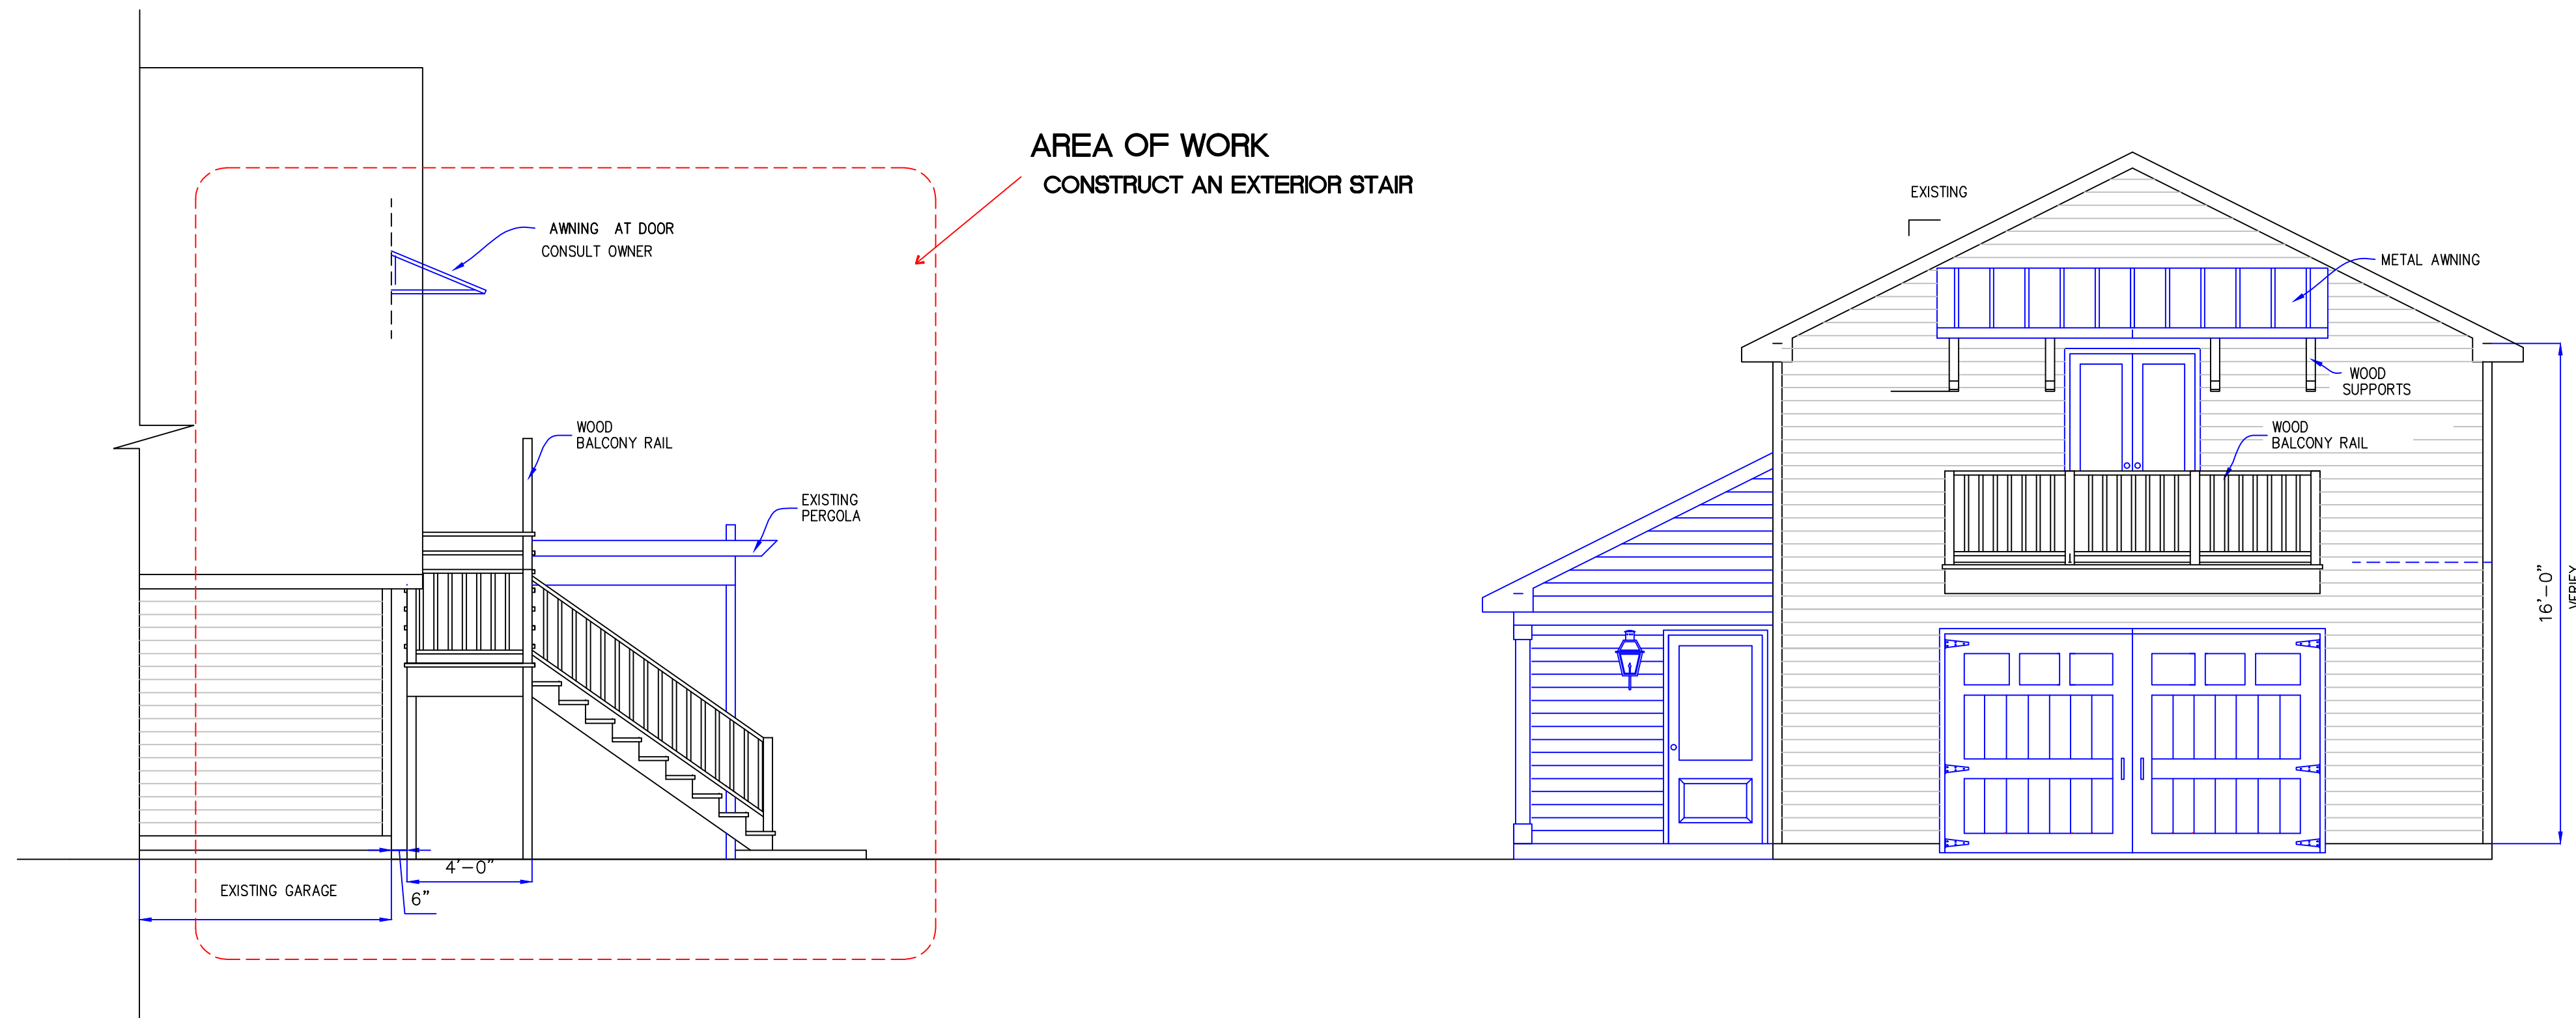 AREA OF WORK
CONSTRUCT AN EXTERIOR STAIR
AWNING AT DOOR
CONSULT OWNER
WOOD
BALCONY RAIL
EXISTING
PERGOLA
4'-0"
6"
EXISTING GARAGE
EXISTING
METAL AWNING
WOOD
SUPPORTS
WOOD
BALCONY RAIL
16'-0"
VERIFY